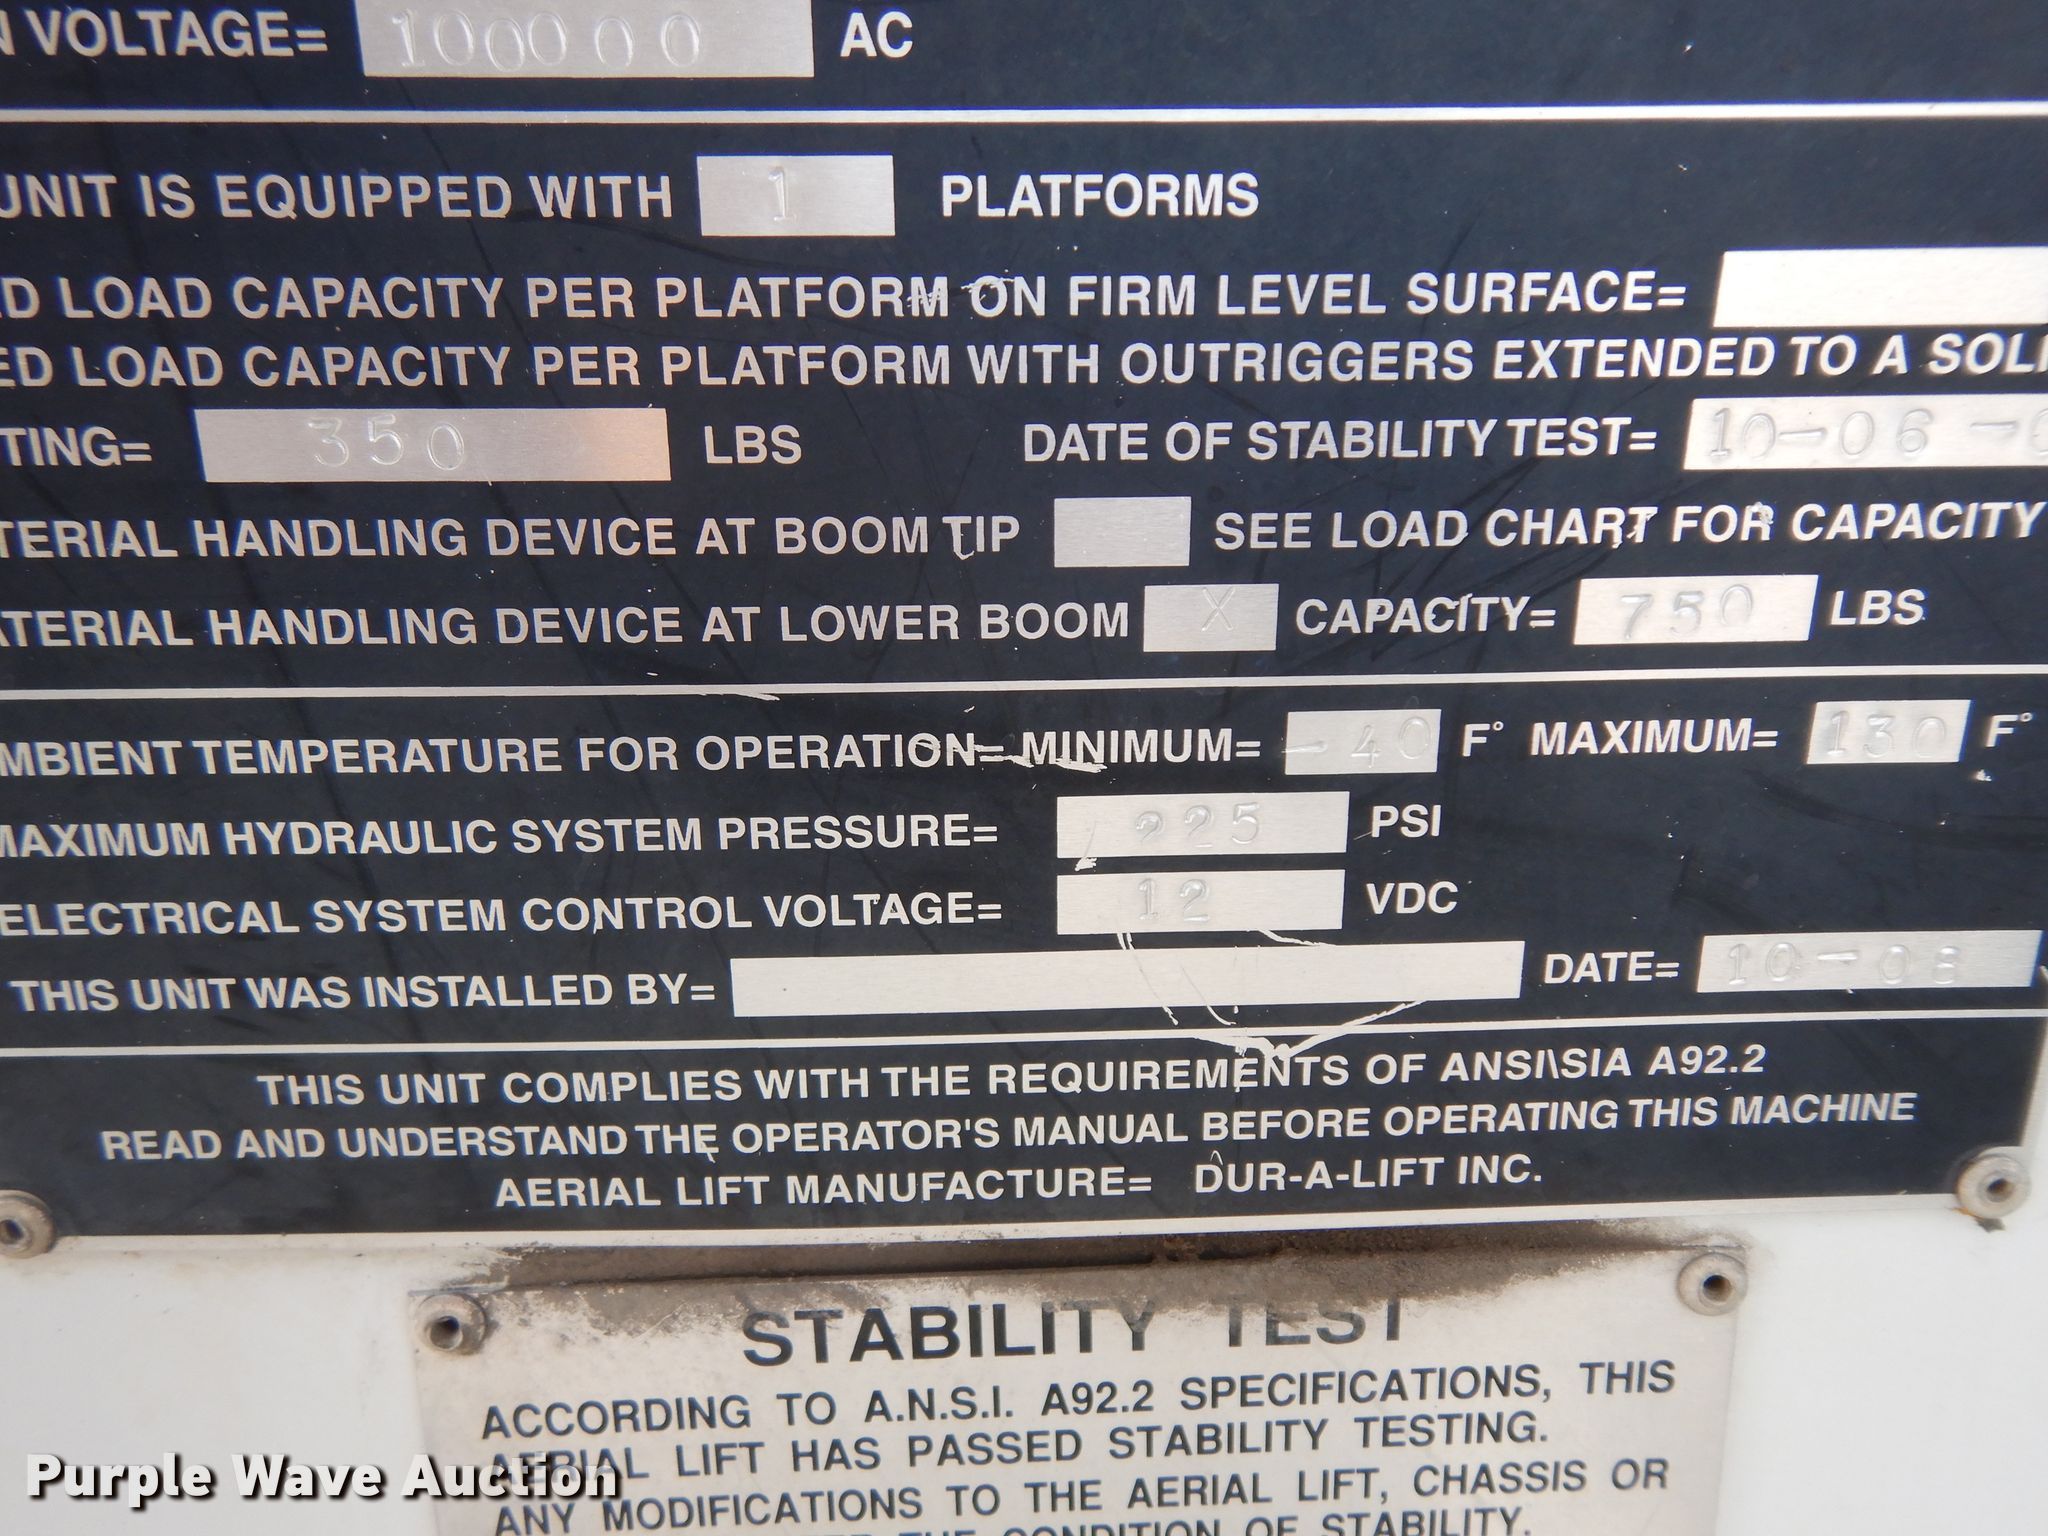 VOLTAGE= 100000 AC
UNIT IS EQUIPPED WITH 1 PLATFORMS
LOAD CAPACITY PER PLATFORM ON FIRM LEVEL SURFACE=
LOAD CAPACITY PER PLATFORM WITH OUTRIGGERS EXTENDED TO A SOLI
TING= 350 LBS DATE OF STABILITY TEST= 10-06-0
TERIAL HANDLING DEVICE AT BOOM TIP SEE LOAD CHART FOR CAPACITY
ATERIAL HANDLING DEVICE AT LOWER BOOM X CAPACITY= 750 LBS
MBIENT TEMPERATURE FOR OPERATION= MINIMUM= -40 F° MAXIMUM= 130 F°
MAXIMUM HYDRAULIC SYSTEM PRESSURE= 225 PSI
ELECTRICAL SYSTEM CONTROL VOLTAGE= 12 VDC
THIS UNIT WAS INSTALLED BY= DATE= 10-06
THIS UNIT COMPLIES WITH THE REQUIREMENTS OF ANSI\SIA A92.2
READ AND UNDERSTAND THE OPERATOR'S MANUAL BEFORE OPERATING THIS MACHINE
AERIAL LIFT MANUFACTURE= DUR-A-LIFT INC.
STABILITY TEST
ACCORDING TO A.N.S.I. A92.2 SPECIFICATIONS, THIS
AERIAL LIFT HAS PASSED STABILITY TESTING.
ANY MODIFICATIONS TO THE AERIAL LIFT, CHASSIS OR
THE CONDITION OF STABILITY.
Purple Wave Auction